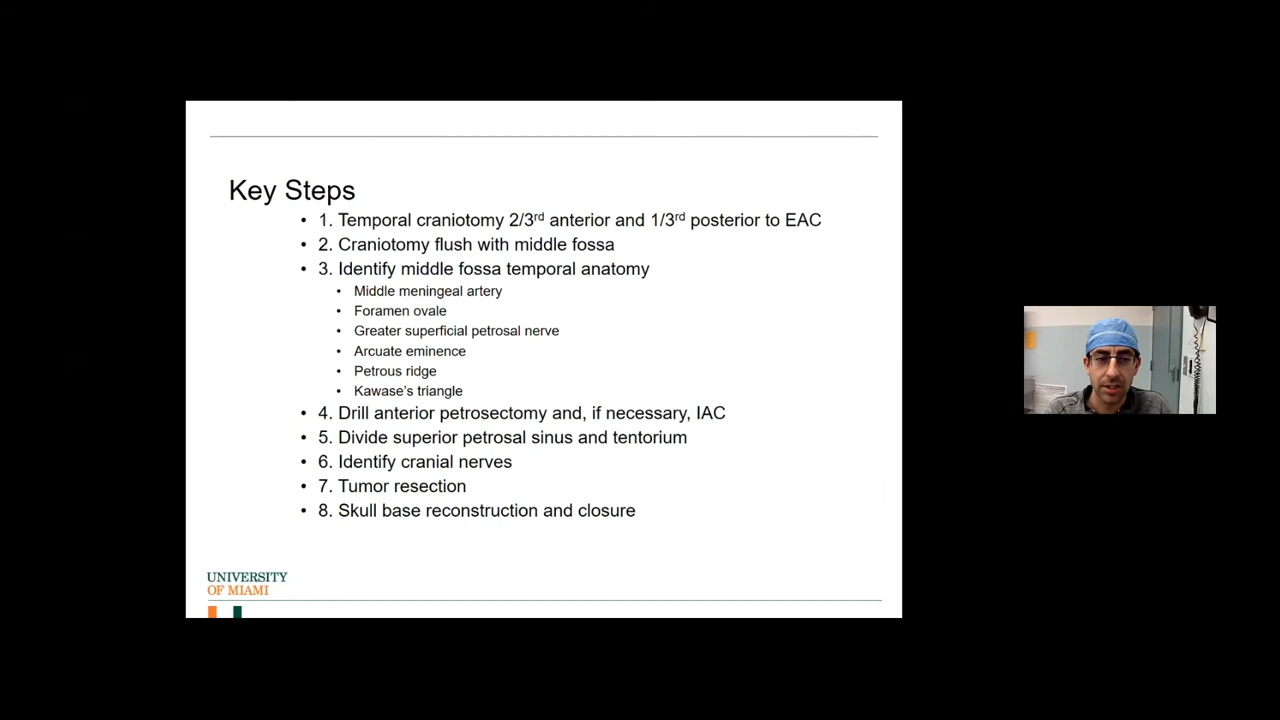 Key Steps
• 1. Temporal craniotomy 2/3rd anterior and 1/3rd posterior to EAC
• 2. Craniotomy flush with middle fossa
• 3. Identify middle fossa temporal anatomy
• Middle meningeal artery
• Foramen ovale
• Greater superficial petrosal nerve
• Arcuate eminence
• Petrous ridge
• Kawase’s triangle
• 4. Drill anterior petrosectomy and, if necessary, IAC
• 5. Divide superior petrosal sinus and tentorium
• 6. Identify cranial nerves
• 7. Tumor resection
• 8. Skull base reconstruction and closure
UNIVERSITY
OF MIAMI